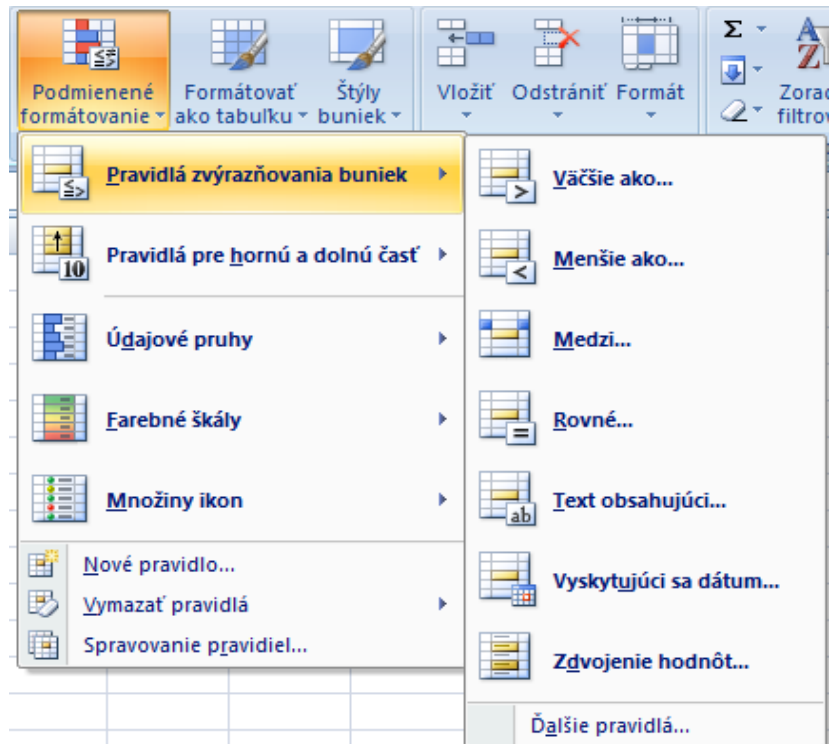 Podmienené formátovanie
Formátovať ako tabuľku
Štýly buniek
Vložiť
Odstrániť
Formát
Σ
A
Z
Pravidlá zvýrazňovania buniek
Pravidlá pre hornú a dolnú časť
10
Údajové pruhy
Farebné škály
Množiny ikon
Nové pravidlo...
Vymazať pravidlá
Spravovanie pravidiel...
Väčšie ako...
Menšie ako...
Medzi...
Rovné...
Text obsahujúci...
ab
Vyskytujúci sa dátum...
Zdvojenie hodnôt...
Ďalšie pravidlá...